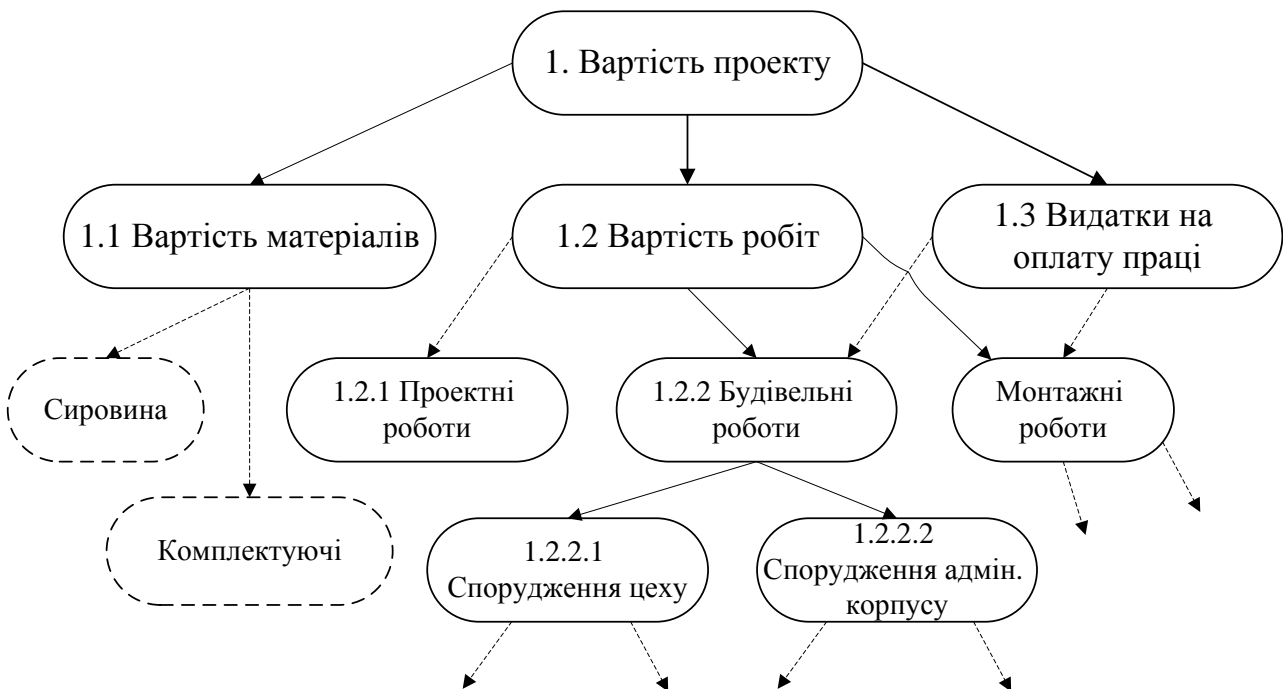 1. Вартість проекту
1.1 Вартість матеріалів
1.2 Вартість робіт
1.3 Видатки на
оплату праці
Сировина
1.2.1 Проектні
роботи
1.2.2 Будівельні
роботи
Монтажні
роботи
Комплектуючі
1.2.2.1
Спорудження цеху
1.2.2.2
Спорудження адмін.
корпусу